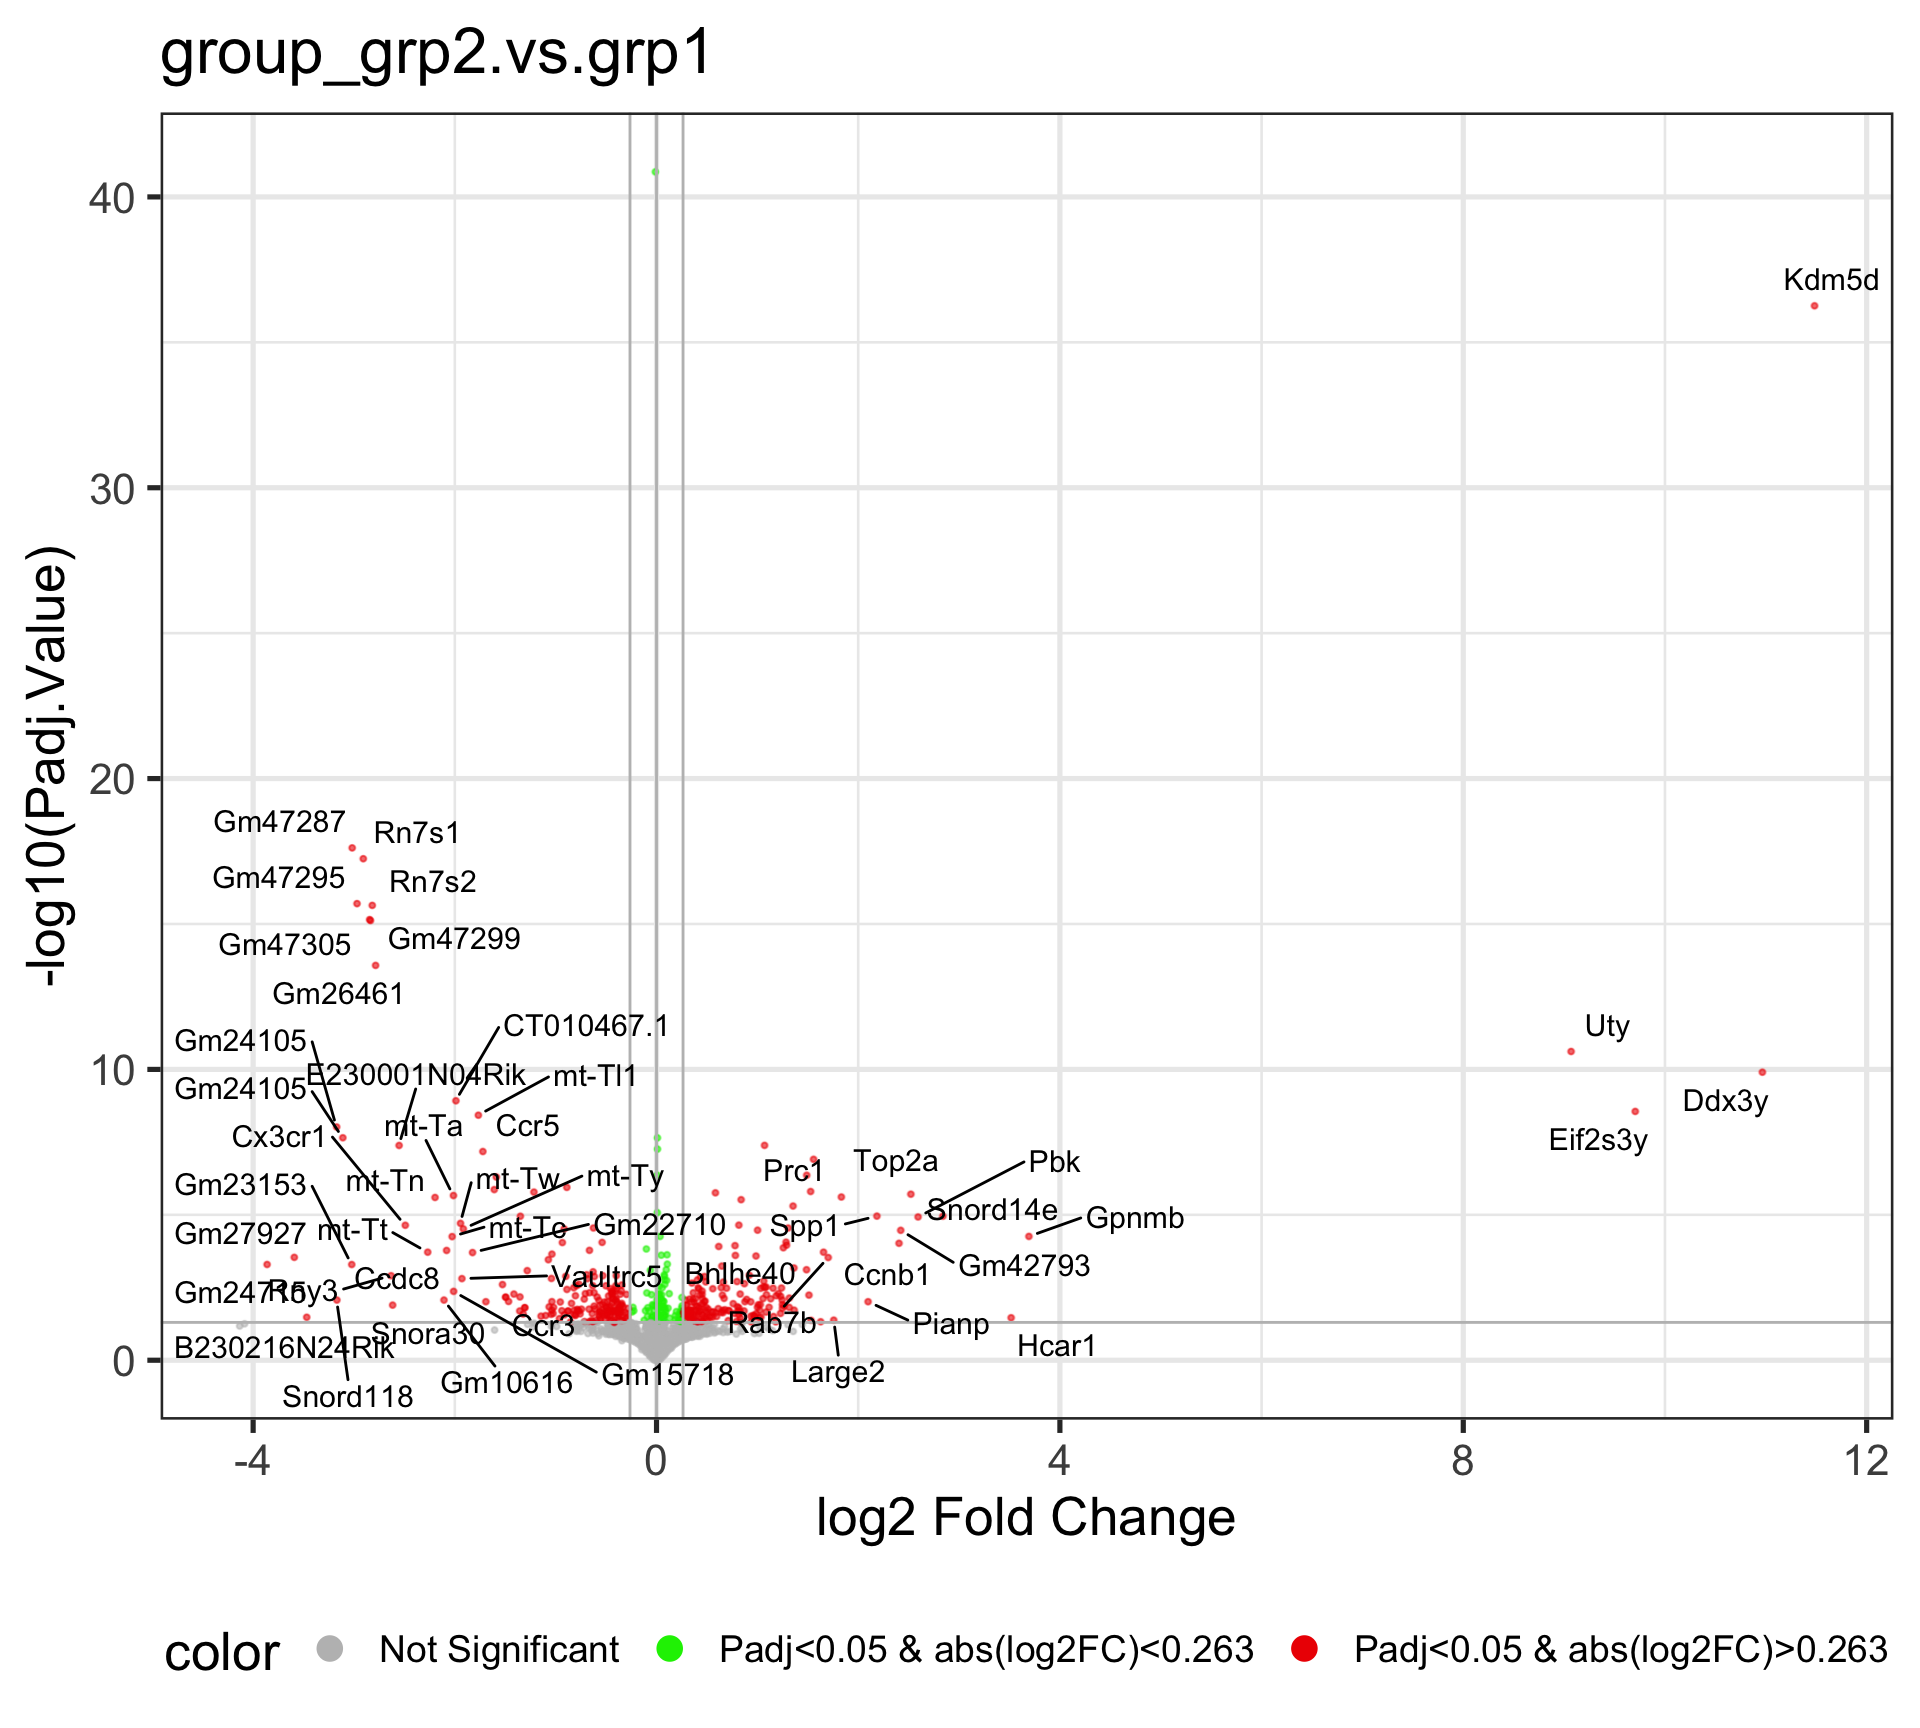 group_grp2.vs.grp1
-log10(Padj.Value)
40
30
20
10
0
Kdm5d
Gm47287
Rn7s1
Gm47295
Rn7s2
Gm47305
Gm47299
Gm26461
CT010467.1
Uty
Gm24105
E230001N04Rik
mt-Tl1
Gm24105
Ddx3y
mt-Ta
Ccr5
Cx3cr1
Eif2s3y
Prc1
Top2a
Pbk
mt-Tn
mt-Tw
mt-Ty
Gm23153
Snord14e
Gpnmb
Gm27927
mt-Tt
mt-Tc
Gm22710
Spp1
Gm42793
Ccdc8
Vaultrc5
Bhlhe40
Ccnb1
Gm24715
Rny3
Snora30
Ccr3
Rab7b
Pianp
B230216N24Rik
Hcar1
Gm10616
Gm15718
Large2
Snord118
-4
0
4
8
12
log2 Fold Change
color
Not Significant
Padj<0.05 & abs(log2FC)<0.263
Padj<0.05 & abs(log2FC)>0.263